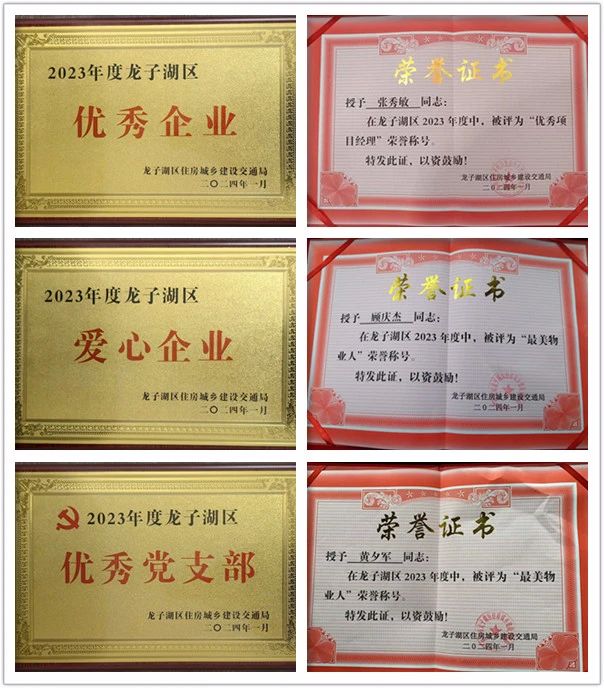 2023年度龙子湖区
优秀企业
龙子湖区住房城乡建设交通局
二〇二四年一月
荣誉证书
授予 张秀敏 同志：
在龙子湖区 2023 年度中，被评为“优秀项
目经理”荣誉称号。
特发此证，以资鼓励！
龙子湖区住房城乡建设交通局
二〇二四年一月
2023年度龙子湖区
爱心企业
龙子湖区住房城乡建设交通局
二〇二四年一月
荣誉证书
授予 顾庆杰 同志：
在龙子湖区 2023 年度中，被评为“最美物
业人”荣誉称号。
特发此证，以资鼓励！
龙子湖区住房城乡建设交通局
二〇二四年一月
2023年度龙子湖区
优秀党支部
龙子湖区住房城乡建设交通局
二〇二四年一月
荣誉证书
授予 黄夕军 同志：
在龙子湖区 2023 年度中，被评为“最美物
业人”荣誉称号。
特发此证，以资鼓励！
龙子湖区住房城乡建设交通局
二〇二四年一月